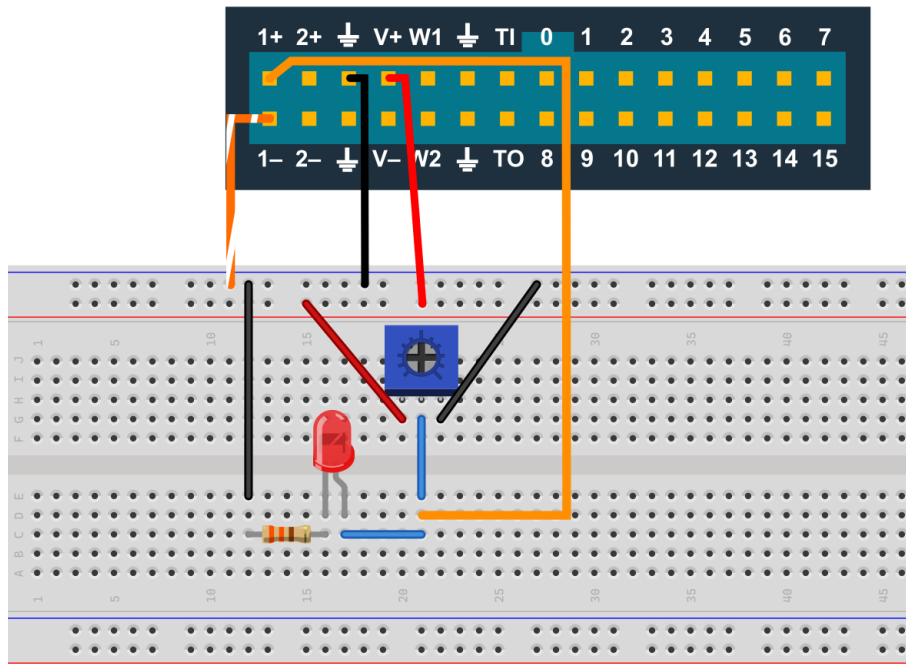 1+ 2+ ⏚ V+ W1 ⏚ TI 0 1 2 3 4 5 6 7
1– 2– ⏚ V– W2 ⏚ TO 8 9 10 11 12 13 14 15
1 5 10 15 30 35 40 45
J
I
H
G
F
E
D
C
B
A
1 5 10 15 20 25 30 35 40 45